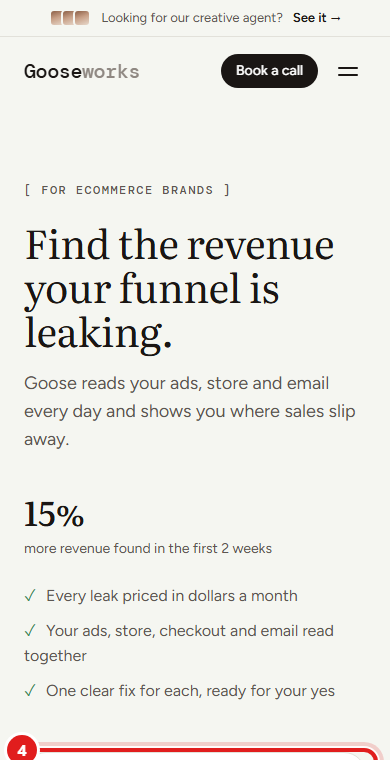 Looking for our creative agent? See it →
Gooseworks
Book a call
[ FOR ECOMMERCE BRANDS ]
Find the revenue
your funnel is
leaking.
Goose reads your ads, store and email
every day and shows you where sales slip
away.
15%
more revenue found in the first 2 weeks
✓ Every leak priced in dollars a month
✓ Your ads, store, checkout and email read
together
✓ One clear fix for each, ready for your yes
4